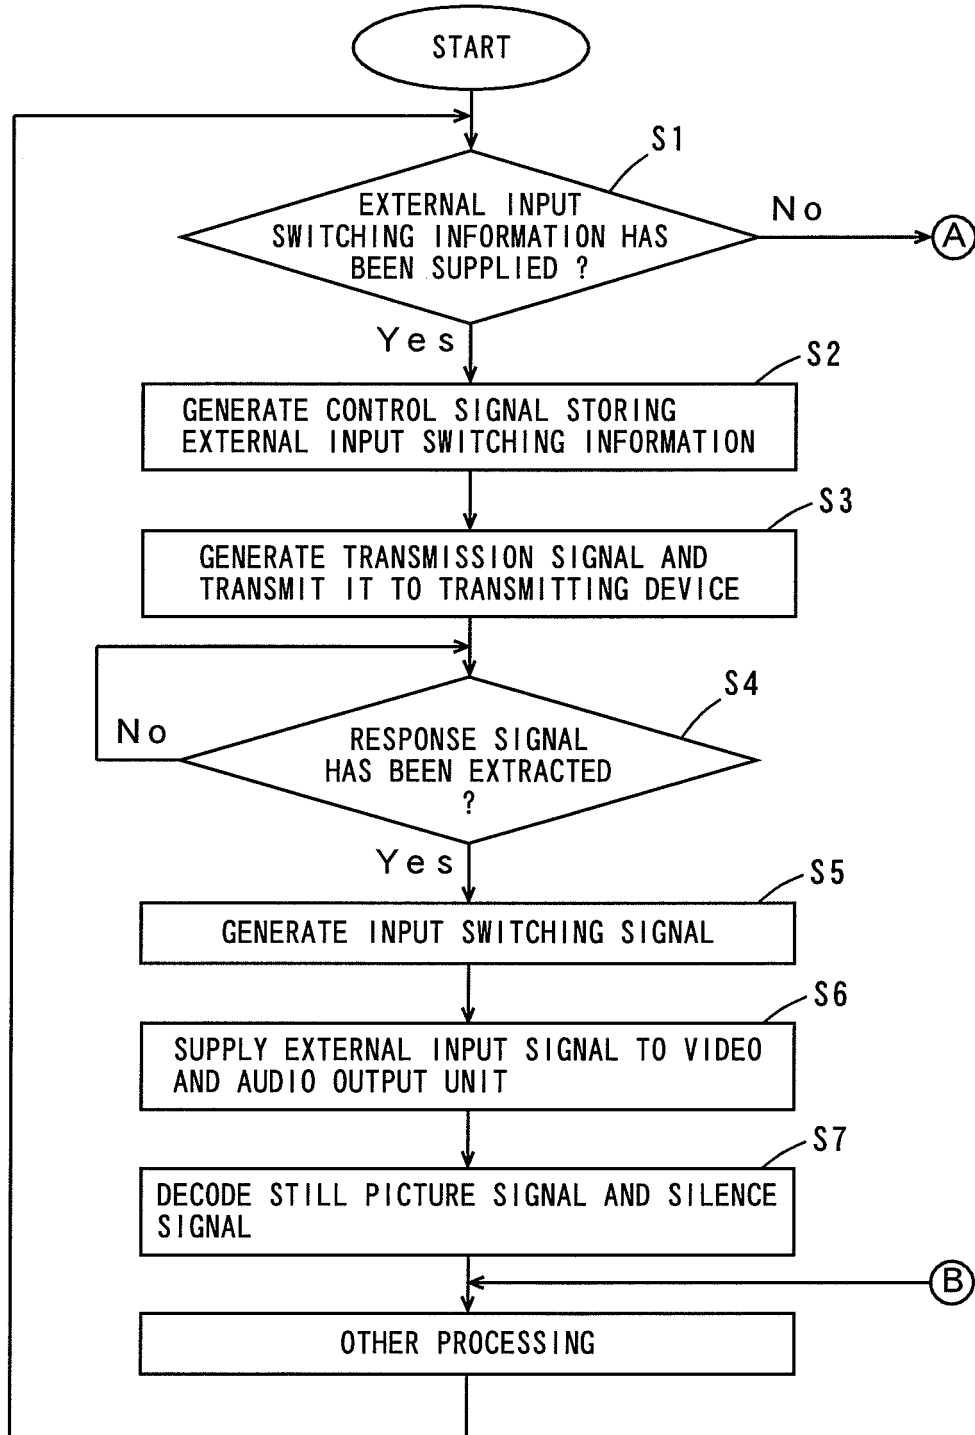 START
S1
EXTERNAL INPUT
SWITCHING INFORMATION HAS
BEEN SUPPLIED ?
No
A
Yes
S2
GENERATE CONTROL SIGNAL STORING
EXTERNAL INPUT SWITCHING INFORMATION
S3
GENERATE TRANSMISSION SIGNAL AND
TRANSMIT IT TO TRANSMITTING DEVICE
S4
No
RESPONSE SIGNAL
HAS BEEN EXTRACTED
?
Yes
S5
GENERATE INPUT SWITCHING SIGNAL
S6
SUPPLY EXTERNAL INPUT SIGNAL TO VIDEO
AND AUDIO OUTPUT UNIT
S7
DECODE STILL PICTURE SIGNAL AND SILENCE
SIGNAL
B
OTHER PROCESSING